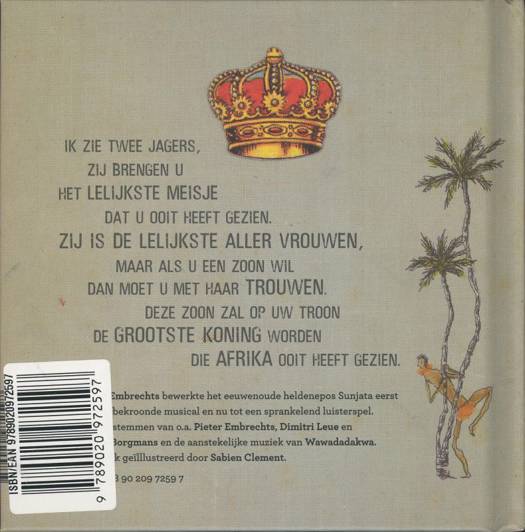 IK ZIE TWEE JAGERS,
ZIJ BRENGEN U
HET LELIJKSTE MEISJE
DAT U OOIT HEEFT GEZIEN.
ZIJ IS DE LELIJKSTE ALLER VROUWEN,
MAAR ALS U EEN ZOON WIL
DAN MOET U MET HAAR TROUWEN.
DEZE ZOON ZAL OP UW TROON
DE GROOTSTE KONING WORDEN
DIE AFRIKA OOIT HEEFT GEZIEN.
Embrechts bewerkte het eeuwenoude heldenepos Sunjata eerst
bekroonde musical en nu tot een sprankelend luisterspel.
stemmen van o.a. Pieter Embrechts, Dimitri Leue en
Borgmans en de aanstekelijke muziek van Wawadadakwa.
k geïllustreerd door Sabien Clement.
8 90 209 7259 7
ISBN/EAN 9789020972597
9 789020 972597